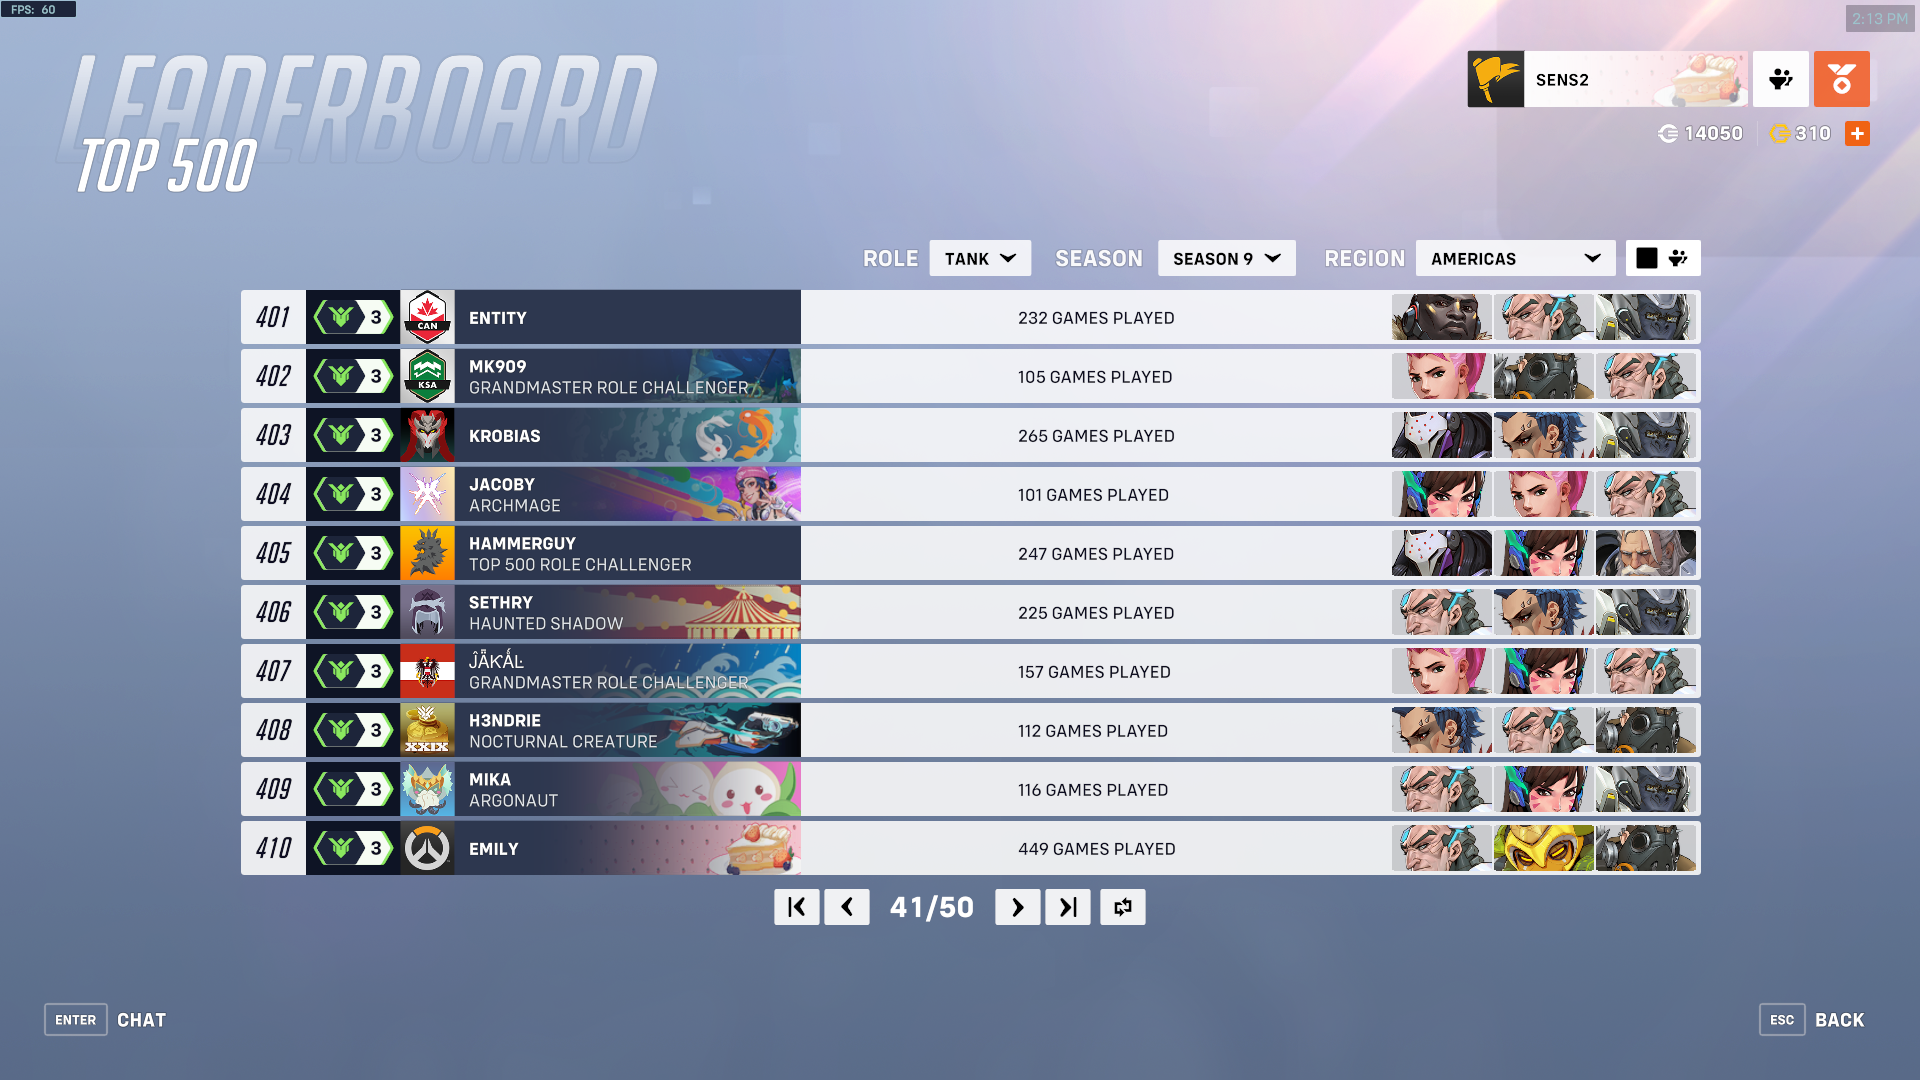 FPS: 60
2:13 PM
LEADERBOARD
TOP 500
SENS2
14050
310
ROLE TANK SEASON SEASON 9 REGION AMERICAS
401 3 CAN ENTITY 232 GAMES PLAYED
402 3 KSA MK909 105 GAMES PLAYED
GRANDMASTER ROLE CHALLENGER
403 3 KROBIAS 265 GAMES PLAYED
404 3 JACOBY 101 GAMES PLAYED
ARCHMAGE
405 3 HAMMERGUY 247 GAMES PLAYED
TOP 500 ROLE CHALLENGER
406 3 SETHRY 225 GAMES PLAYED
HAUNTED SHADOW
407 3 157 GAMES PLAYED
GRANDMASTER ROLE CHALLENGER
408 3 XXIX H3NDRIE 112 GAMES PLAYED
NOCTURNAL CREATURE
409 3 MIKA 116 GAMES PLAYED
ARGONAUT
410 3 EMILY 449 GAMES PLAYED
41/50
ENTER CHAT
ESC BACK